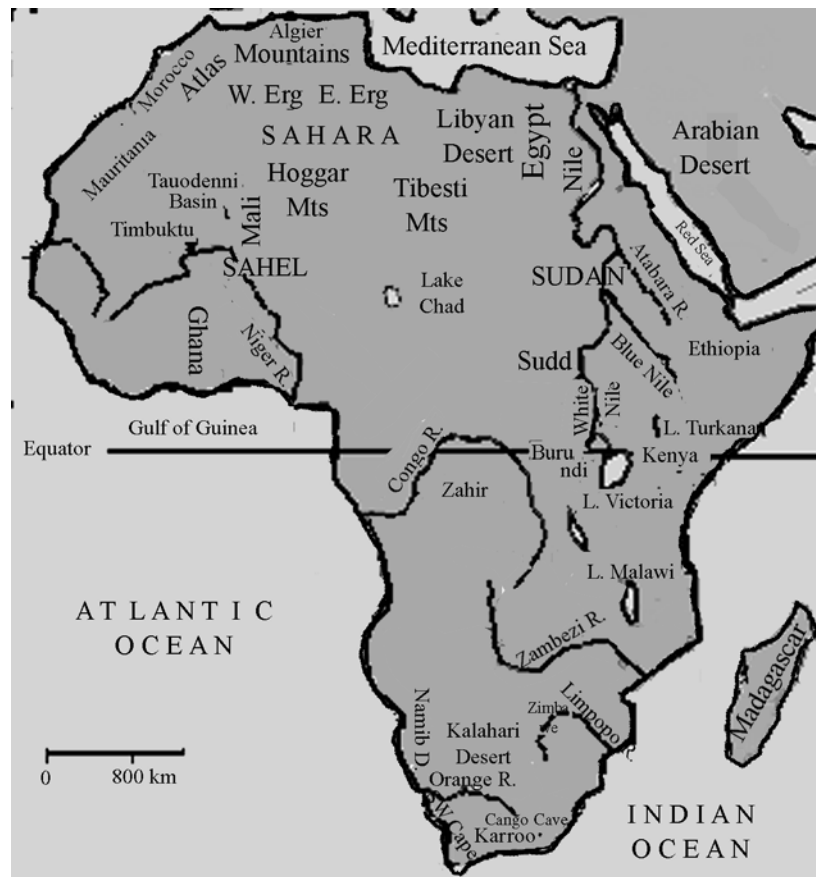 Algier
Mountains
Mediterranean Sea
Morocco
Atlas
W. Erg E. Erg
SAHARA
Libyan
Desert
Egypt
Nile
Arabian
Desert
Mauritania
Hoggar
Mts
Tauodenni
Basin
Tibesti
Mts
Mali
Timbuktu
Red Sea
SAHEL
Lake
Chad
SUDAN
Atabara R.
Ghana
Niger R.
Sudd
Blue Nile
Ethiopia
White
Nile
L. Turkana
Gulf of Guinea
Equator
Congo R.
Buru
ndi
Kenya
Zahir
L. Victoria
L. Malawi
ATLANTIC
OCEAN
Zambezi R.
Madagascar
Namib D.
Zimba
we
Limpopo R.
Kalahari
Desert
0 800 km
Orange R.
SW Cape
Cango Cave
Karroo
INDIAN
OCEAN